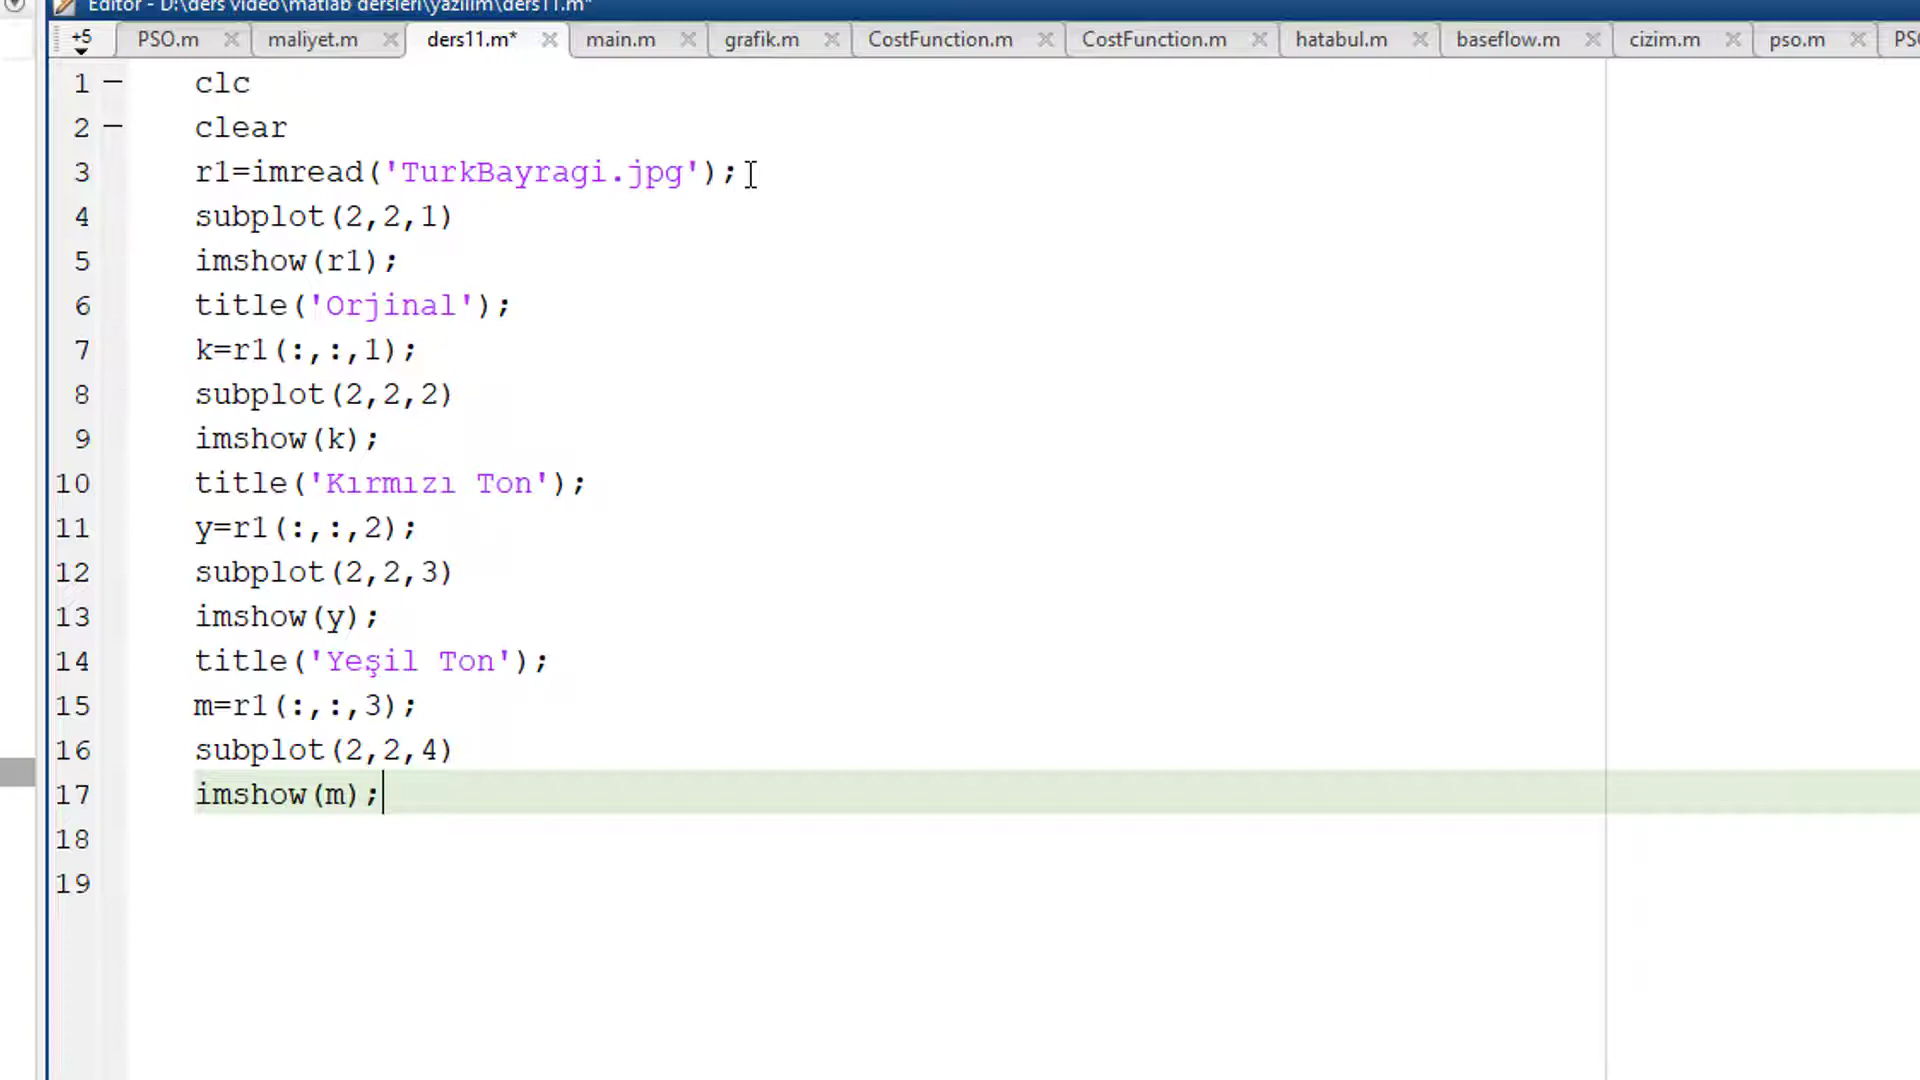 Editor - D:\ders video\matlab dersleri\yazilim\ders11.m*
+5 PSO.m maliyet.m ders11.m* main.m grafik.m CostFunction.m CostFunction.m hatabul.m baseflow.m cizim.m pso.m
1 clc
2 clear
3 r1=imread('TurkBayragi.jpg');
4 subplot(2,2,1)
5 imshow(r1);
6 title('Orjinal');
7 k=r1(:,:,1);
8 subplot(2,2,2)
9 imshow(k);
10 title('Kırmızı Ton');
11 y=r1(:,:,2);
12 subplot(2,2,3)
13 imshow(y);
14 title('Yeşil Ton');
15 m=r1(:,:,3);
16 subplot(2,2,4)
17 imshow(m);
18
19